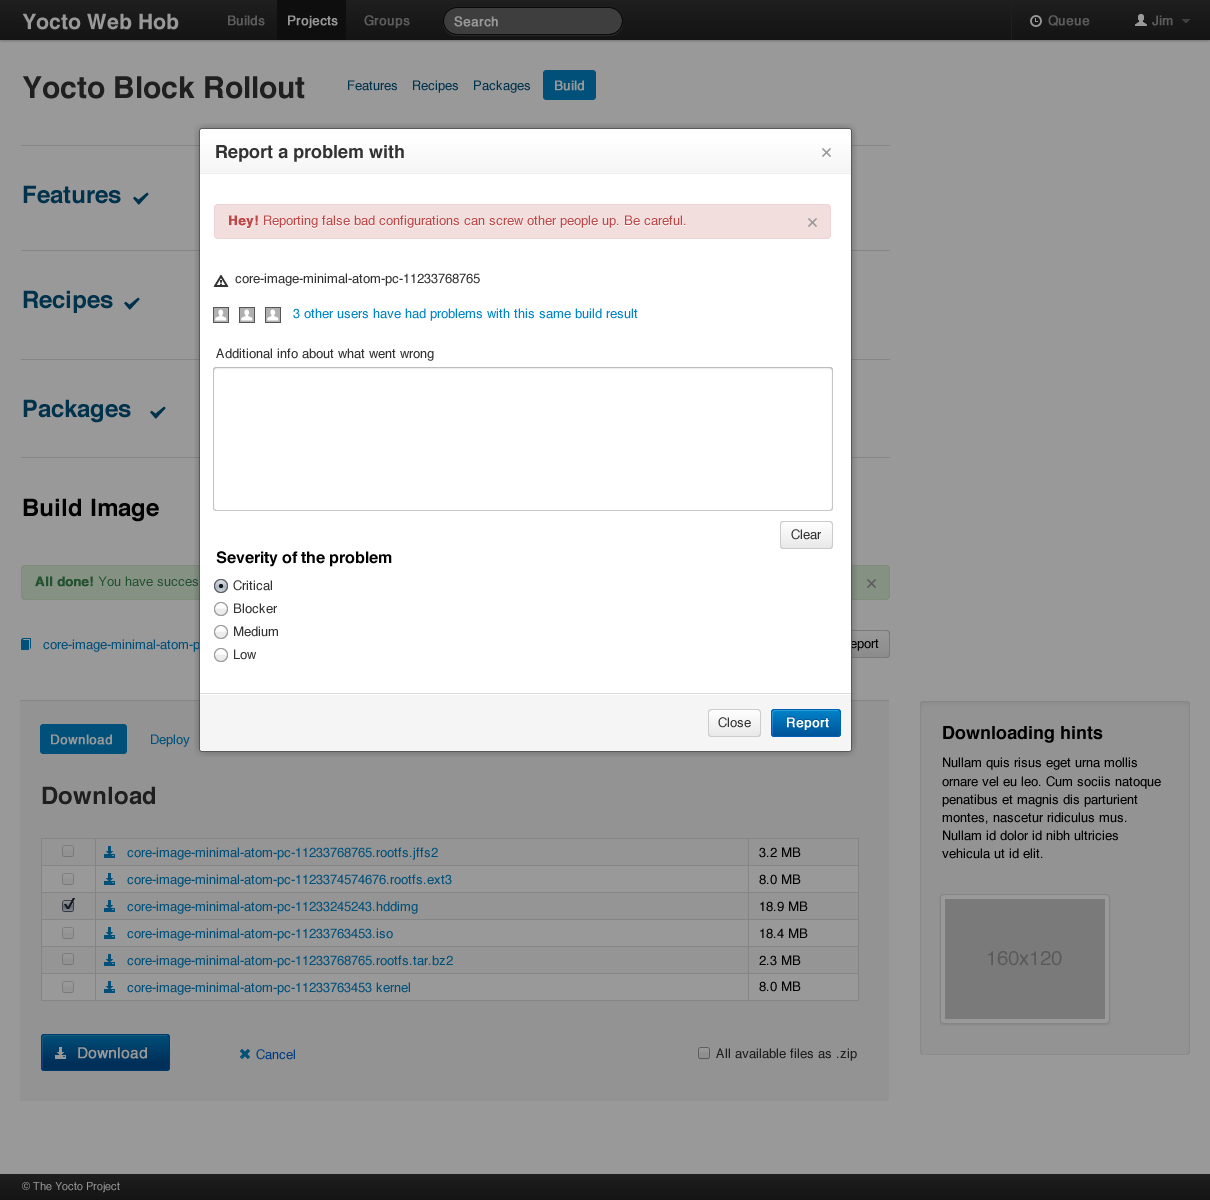 Yocto Web Hob Builds Projects Groups Search Queue Jim
Yocto Block Rollout Features Recipes Packages Build
Report a problem with ×
Features
Hey! Reporting false bad configurations can screw other people up. Be careful. ×
core-image-minimal-atom-pc-11233768765
Recipes
3 other users have had problems with this same build result
Additional info about what went wrong
Packages
Build Image
Clear
Severity of the problem
All done! You have succes ×
Critical
Blocker
Medium
core-image-minimal-atom-p eport
Low
Close Report
Download Deploy
Downloading hints
Nullam quis risus eget urna mollis
ornare vel eu leo. Cum sociis natoque
penatibus et magnis dis parturient
montes, nascetur ridiculus mus.
Nullam id dolor id nibh ultricies
vehicula ut id elit.
160x120
Download
core-image-minimal-atom-pc-11233768765.rootfs.jffs2 3.2 MB
core-image-minimal-atom-pc-1123374574676.rootfs.ext3 8.0 MB
core-image-minimal-atom-pc-11233245243.hddimg 18.9 MB
core-image-minimal-atom-pc-11233763453.iso 18.4 MB
core-image-minimal-atom-pc-11233768765.rootfs.tar.bz2 2.3 MB
core-image-minimal-atom-pc-11233763453 kernel 8.0 MB
Download Cancel All available files as .zip
© The Yocto Project